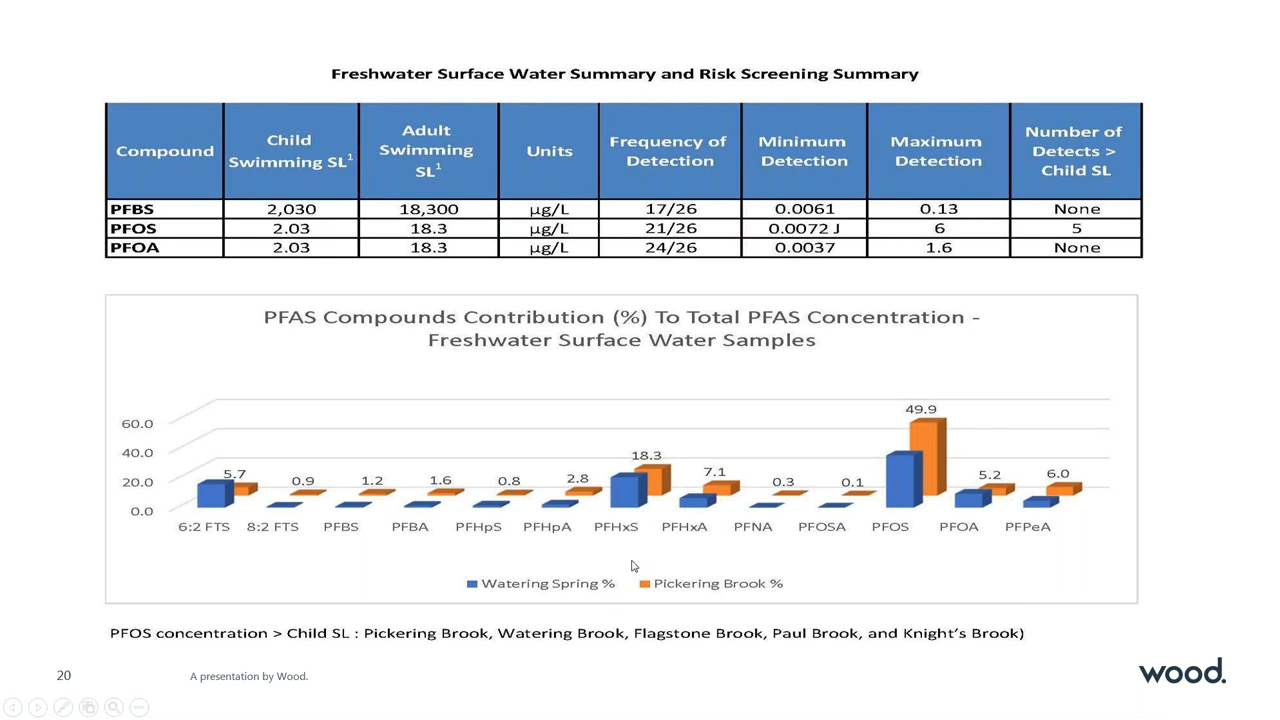 Freshwater Surface Water Summary and Risk Screening Summary
Compound Child Swimming SL1 Adult Swimming SL1 Units Frequency of Detection Minimum Detection Maximum Detection Number of Detects > Child SL
PFBS 2,030 18,300 µg/L 17/26 0.0061 0.13 None
PFOS 2.03 18.3 µg/L 21/26 0.0072 J 6 5
PFOA 2.03 18.3 µg/L 24/26 0.0037 1.6 None
PFAS Compounds Contribution (%) To Total PFAS Concentration -
Freshwater Surface Water Samples
60.0
40.0
20.0
0.0
5.7 0.9 1.2 1.6 0.8 2.8 18.3 7.1 0.3 0.1 49.9 5.2 6.0
6:2 FTS 8:2 FTS PFBS PFBA PFHpS PFHpA PFHxS PFHxA PFNA PFOSA PFOS PFOA PFPeA
Watering Spring % Pickering Brook %
PFOS concentration > Child SL : Pickering Brook, Watering Brook, Flagstone Brook, Paul Brook, and Knight's Brook)
20 A presentation by Wood.
wood.